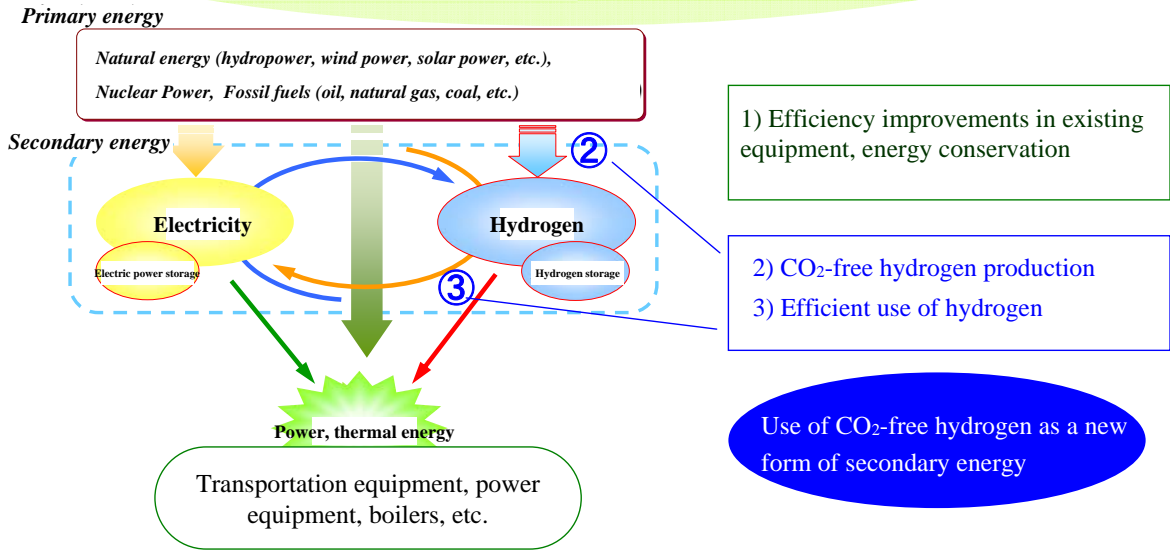 Primary energy
Natural energy (hydropower, wind power, solar power, etc.),
Nuclear Power, Fossil fuels (oil, natural gas, coal, etc.)
Secondary energy
②
Electricity
Hydrogen
Electric power storage
Hydrogen storage
③
Power, thermal energy
Transportation equipment, power
equipment, boilers, etc.
1) Efficiency improvements in existing
equipment, energy conservation
2) CO₂-free hydrogen production
3) Efficient use of hydrogen
Use of CO₂-free hydrogen as a new
form of secondary energy